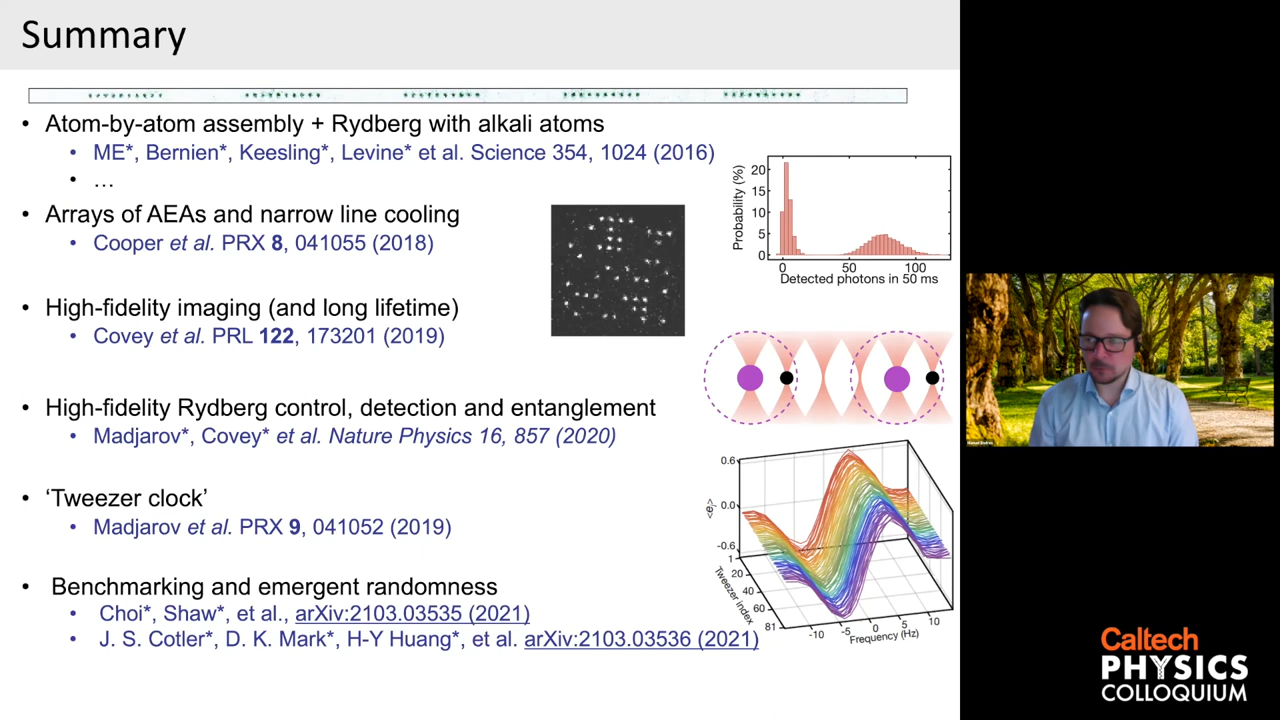 Summary
• Atom-by-atom assembly + Rydberg with alkali atoms
• ME*, Bernien*, Keesling*, Levine* et al. Science 354, 1024 (2016)
• …
• Arrays of AEAs and narrow line cooling
• Cooper et al. PRX 8, 041055 (2018)
• High-fidelity imaging (and long lifetime)
• Covey et al. PRL 122, 173201 (2019)
• High-fidelity Rydberg control, detection and entanglement
• Madjarov*, Covey* et al. Nature Physics 16, 857 (2020)
• ‘Tweezer clock’
• Madjarov et al. PRX 9, 041052 (2019)
• Benchmarking and emergent randomness
• Choi*, Shaw*, et al., arXiv:2103.03535 (2021)
• J. S. Cotler*, D. K. Mark*, H-Y Huang*, et al. arXiv:2103.03536 (2021)
Probability (%)
20
15
10
5
0
0 50 100
Detected photons in 50 ms
0.6
0.0
-0.6
1
20
40
60
81
Tweezer index
-10 -5 0 5 10
Frequency (Hz)
Caltech
PHYSICS
COLLOQUIUM